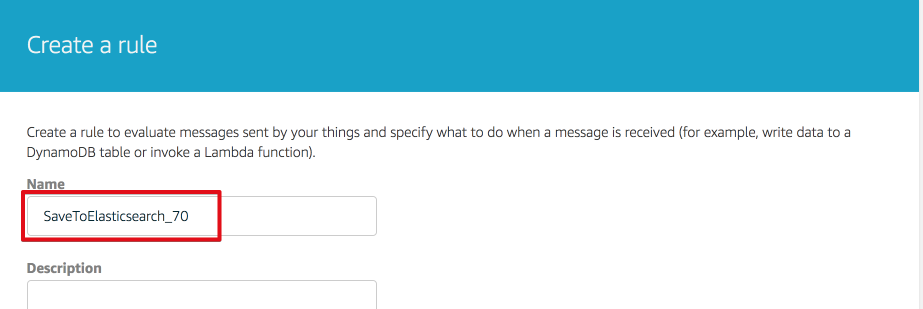 Create a rule
Create a rule to evaluate messages sent by your things and specify what to do when a message is received (for example, write data to a
DynamoDB table or invoke a Lambda function).
Name
SaveToElasticsearch_70
Description